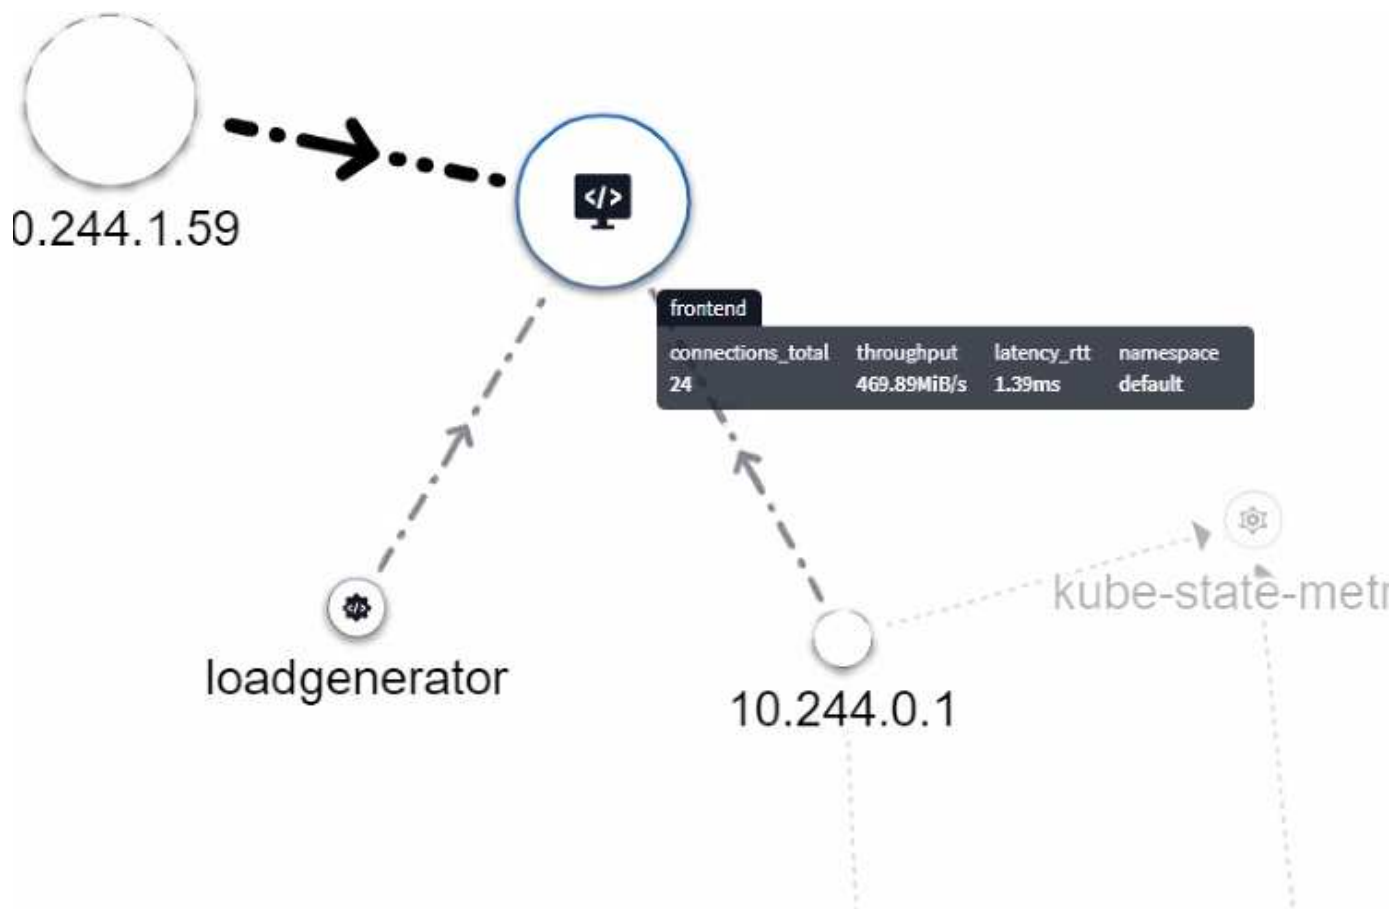 0.244.1.59
frontend
connections_total throughput latency_rtt namespace
24 469.89MiB/s 1.39ms default
kube-state-metr
loadgenerator
10.244.0.1